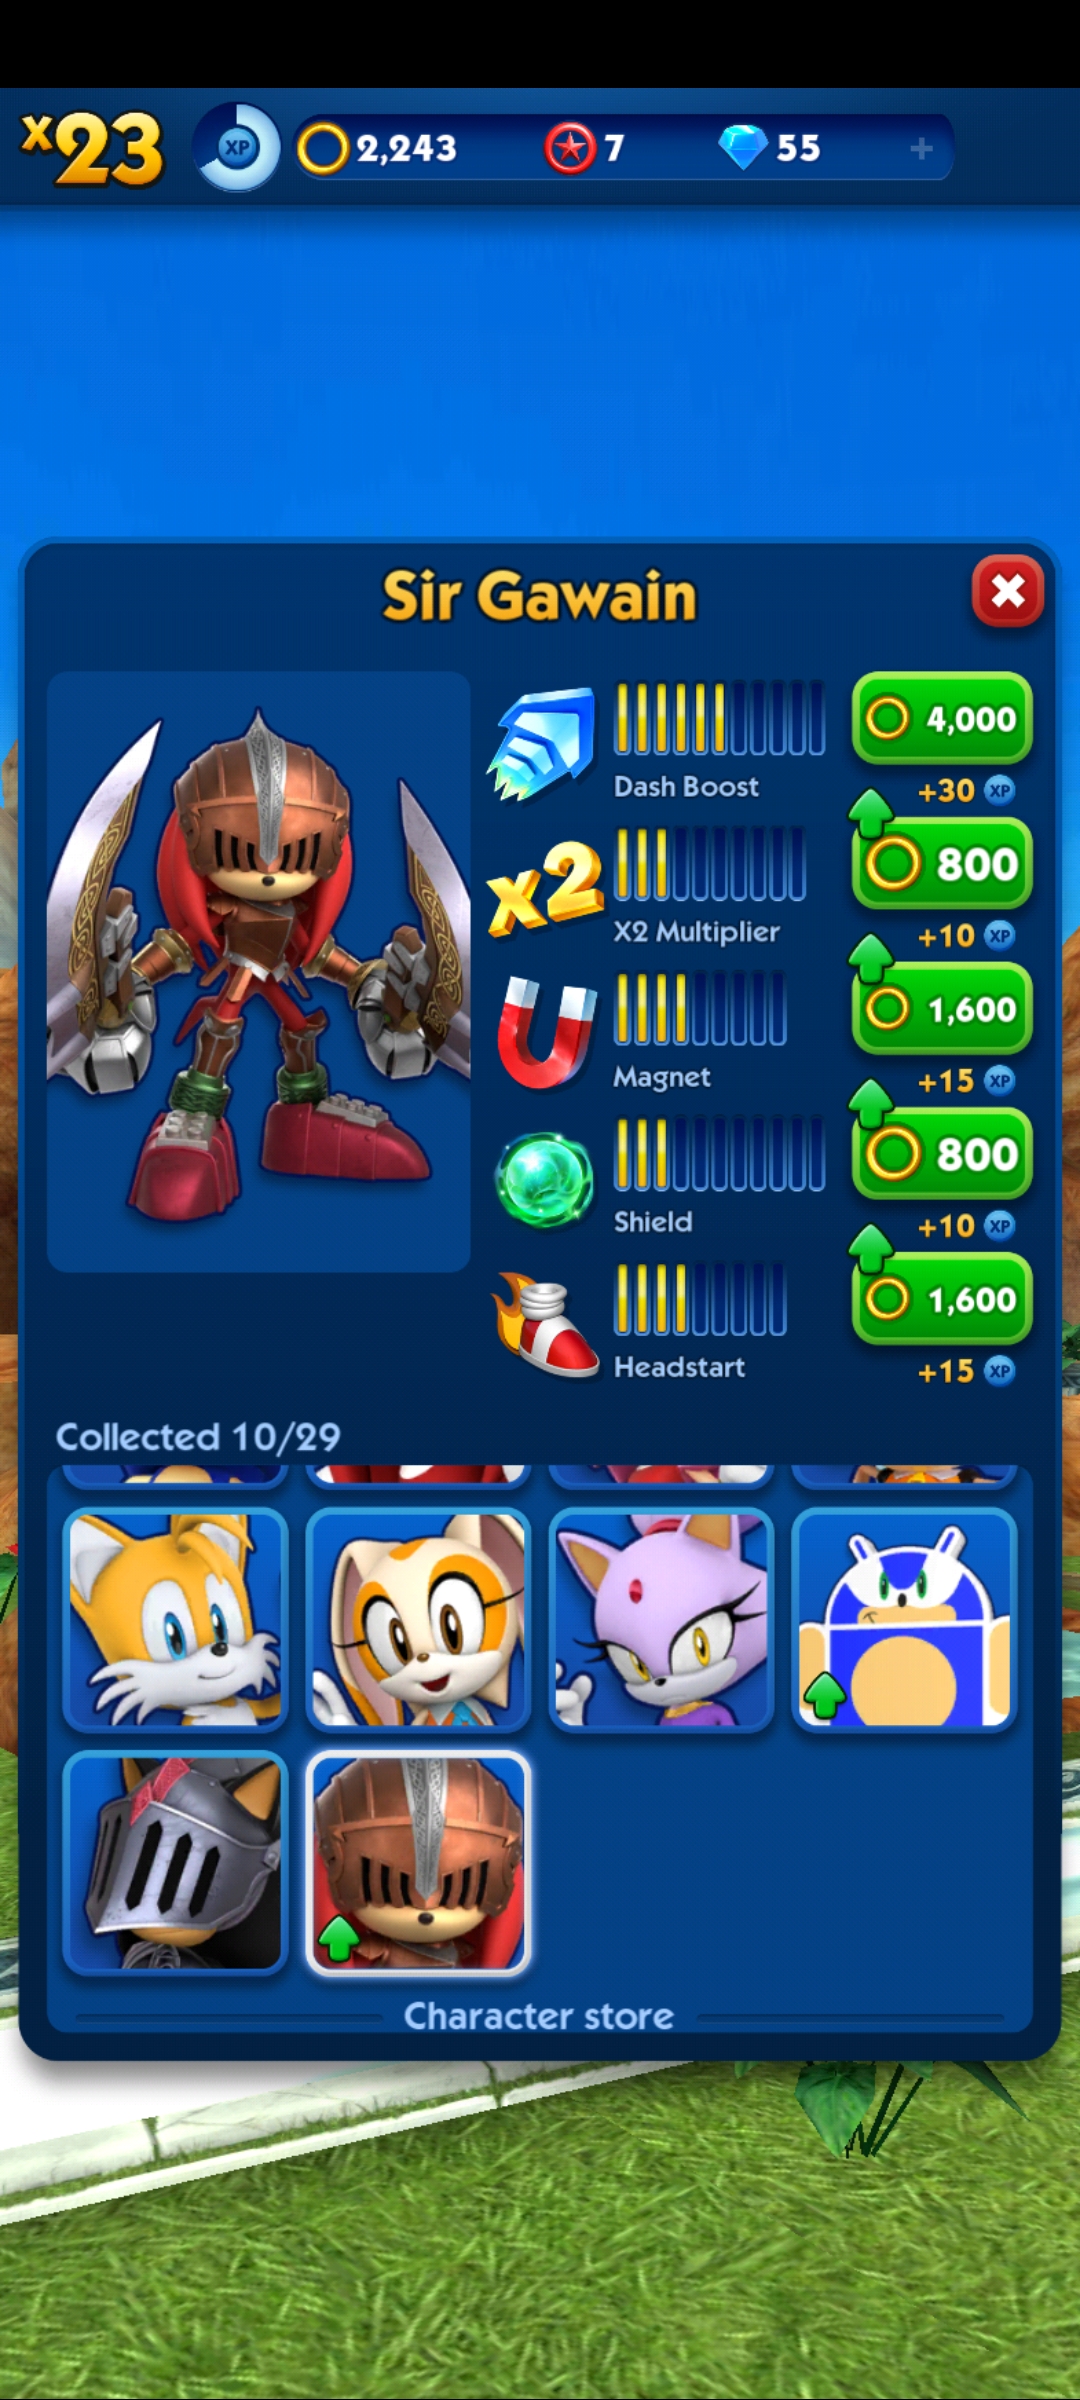 x23 XP 2,243 7 55 +
Sir Gawain
4,000
Dash Boost +30 XP
x2 800
X2 Multiplier +10 XP
1,600
Magnet +15 XP
800
Shield +10 XP
1,600
Headstart +15 XP
Collected 10/29
Character store